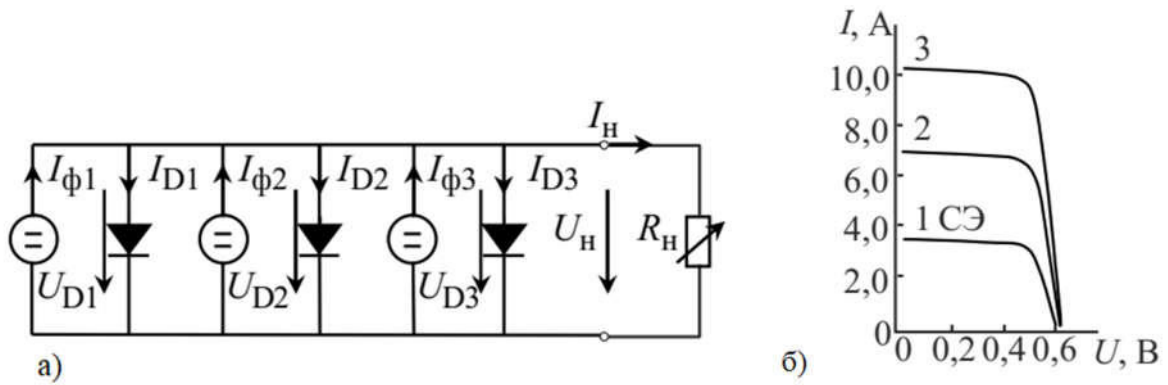 I_н
I_ф1 I_D1 I_ф2 I_D2 I_ф3 I_D3
U_н R_н
U_D1 U_D2 U_D3
а)
I, А
10,0
8,0
6,0
4,0
2,0
0
3
2
1 СЭ
0 0,2 0,4 0,6 U, В
б)